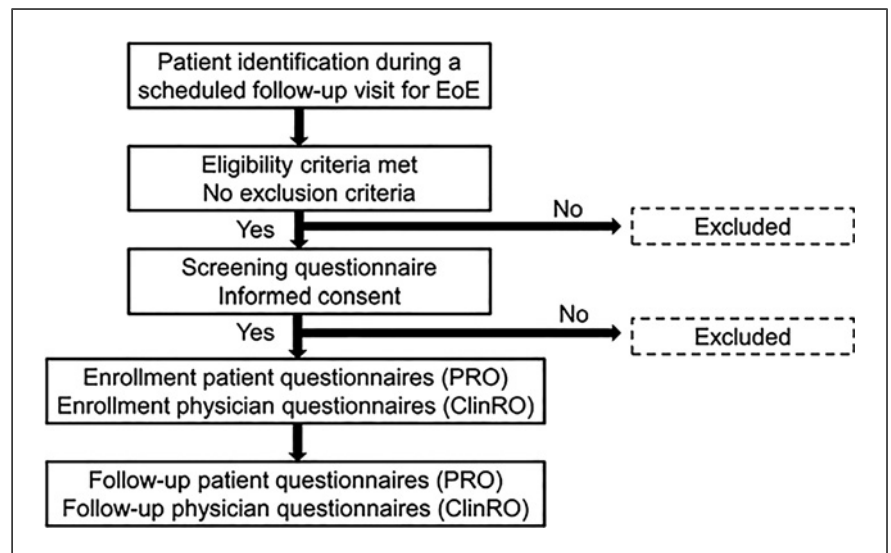 Patient identification during a
scheduled follow-up visit for EoE
Eligibility criteria met
No exclusion criteria
Yes
No
Excluded
Screening questionnaire
Informed consent
Yes
No
Excluded
Enrollment patient questionnaires (PRO)
Enrollment physician questionnaires (ClinRO)
Follow-up patient questionnaires (PRO)
Follow-up physician questionnaires (ClinRO)